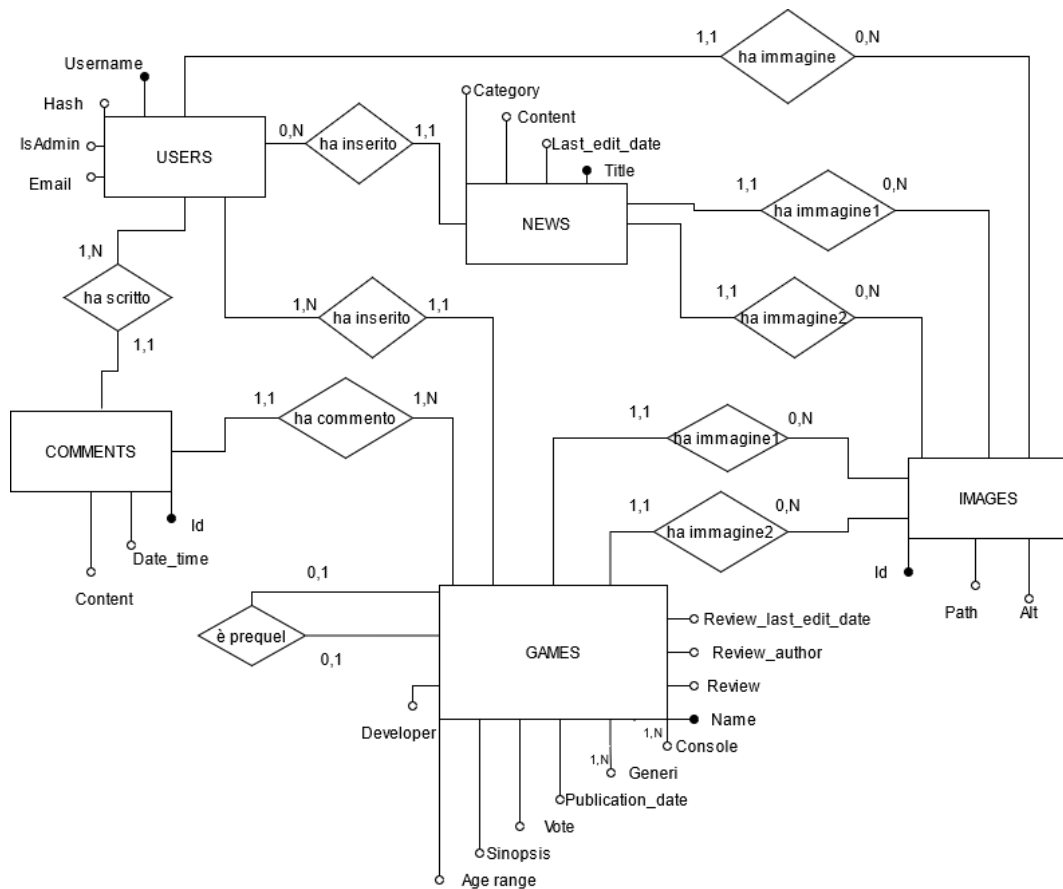 1,1
0,N
ha immagine
Username
Hash
IsAdmin
Email
USERS
0,N
ha inserito
1,1
Category
Content
Last_edit_date
Title
NEWS
1,1
ha immagine1
0,N
1,1
ha immagine2
0,N
1,N
ha scritto
1,1
1,N
ha inserito
1,1
COMMENTS
1,1
ha commento
1,N
Id
Date_time
Content
1,1
ha immagine1
0,N
1,1
ha immagine2
0,N
IMAGES
Id
Path
Alt
0,1
è prequel
0,1
GAMES
Review_last_edit_date
Review_author
Review
Name
1,N
Console
1,N
Generi
Publication_date
Vote
Sinopsis
Age range
Developer